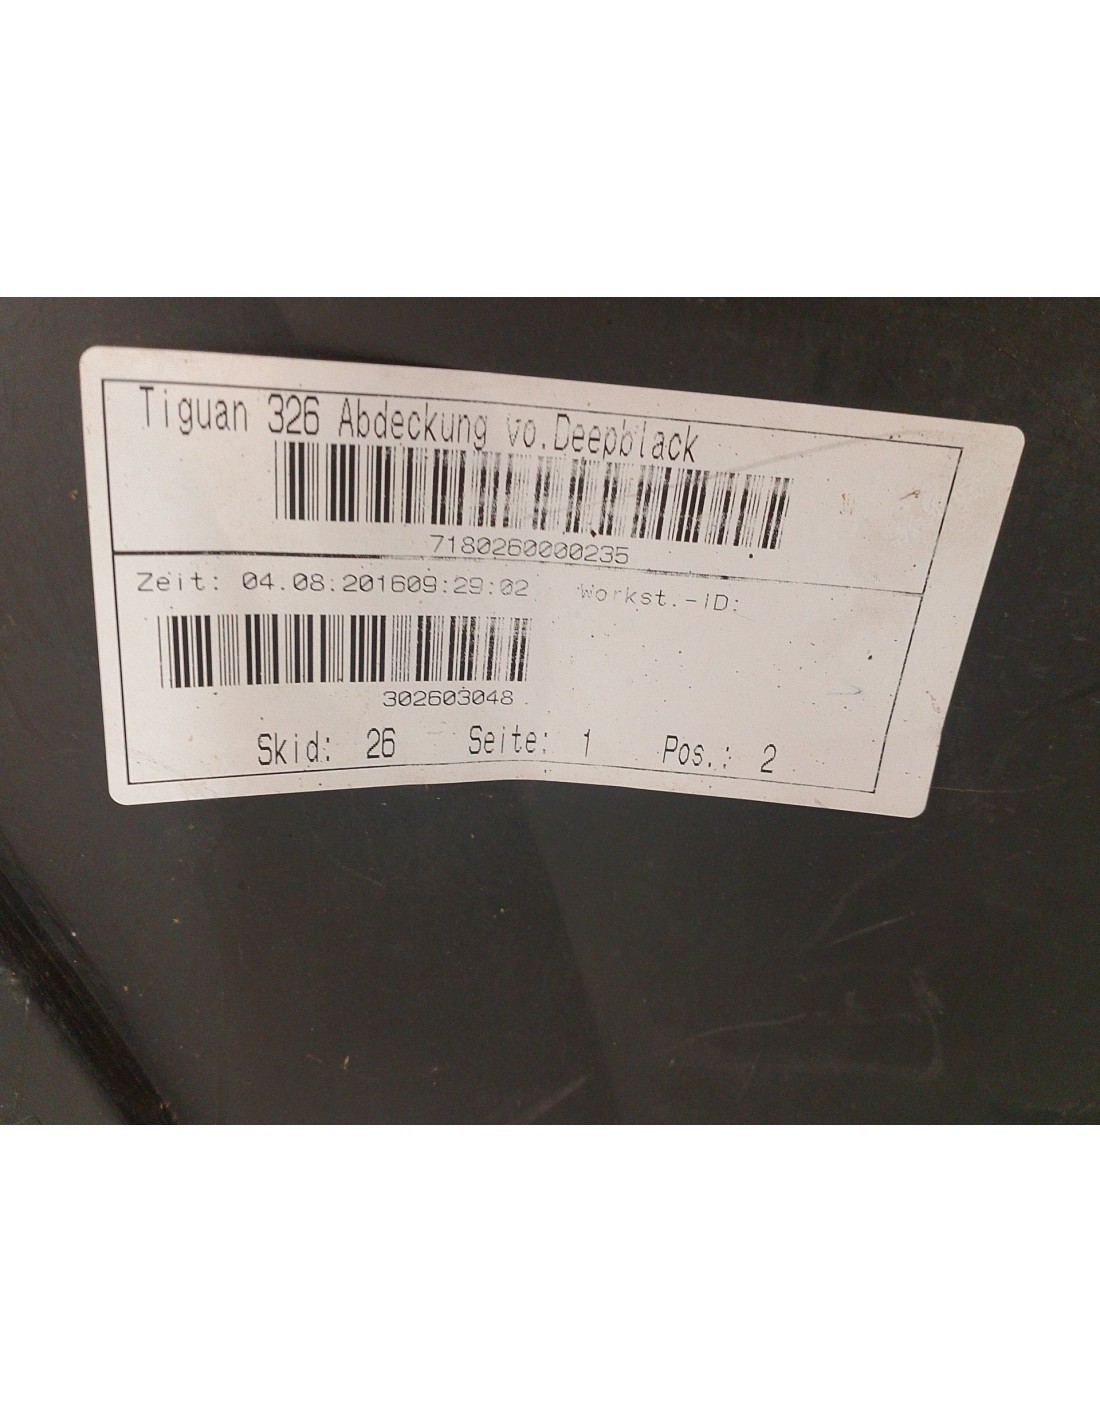 Tiguan 326 Abdeckung vo.Deepblack
7180260000235
Zeit: 04.08.201609:29:02 Workst.-ID:
302603048
Skid: 26 Seite: 1 Pos.: 2